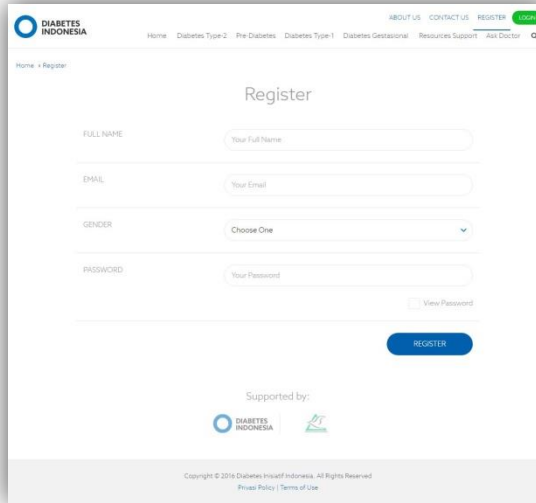 DIABETES
INDONESIA
ABOUT US CONTACT US REGISTER LOGIN
Home Diabetes Type-2 Pre-Diabetes Diabetes Type-1 Diabetes Gestasional Resources Support Ask Doctor
Home » Register
Register
FULL NAME
Your Full Name
EMAIL
Your Email
GENDER
Choose One
PASSWORD
Your Password
View Password
REGISTER
Supported by:
DIABETES
INDONESIA
Copyright © 2016 Diabetes Inisiatif Indonesia. All Rights Reserved
Privasi Policy | Terms of Use